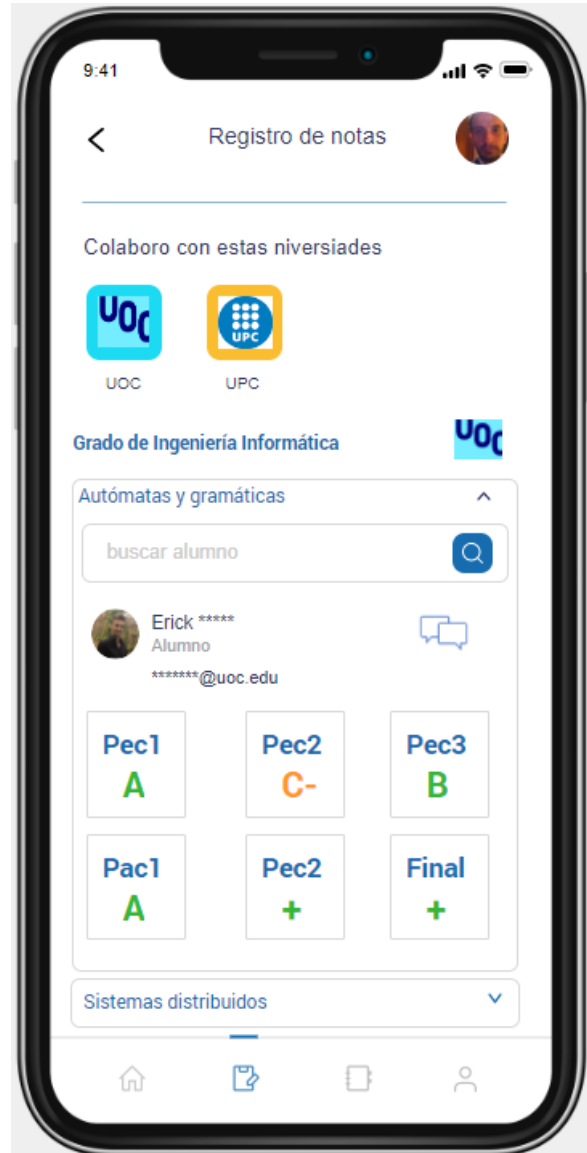 9:41
Registro de notas
Colaboro con estas niversiades
UOC
UPC
UOC UPC
Grado de Ingeniería Informática
UOC
Autómatas y gramáticas
buscar alumno
Erick *****
Alumno
*******@uoc.edu
Pec1 Pec2 Pec3
A C- B
Pac1 Pec2 Final
A + +
Sistemas distribuidos